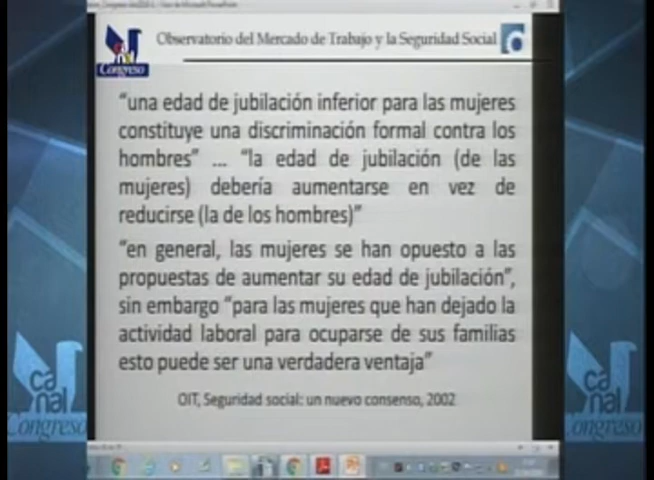 Observatorio del Mercado de Trabajo y la Seguridad Social
Congreso
“una edad de jubilación inferior para las mujeres
constituye una discriminación formal contra los
hombres” ... “la edad de jubilación (de las
mujeres) debería aumentarse en vez de
reducirse (la de los hombres)”
“en general, las mujeres se han opuesto a las
propuestas de aumentar su edad de jubilación”,
sin embargo “para las mujeres que han dejado la
actividad laboral para ocuparse de sus familias
esto puede ser una verdadera ventaja”
OIT, Seguridad social: un nuevo consenso, 2002
canal
Congreso
canal
Congreso